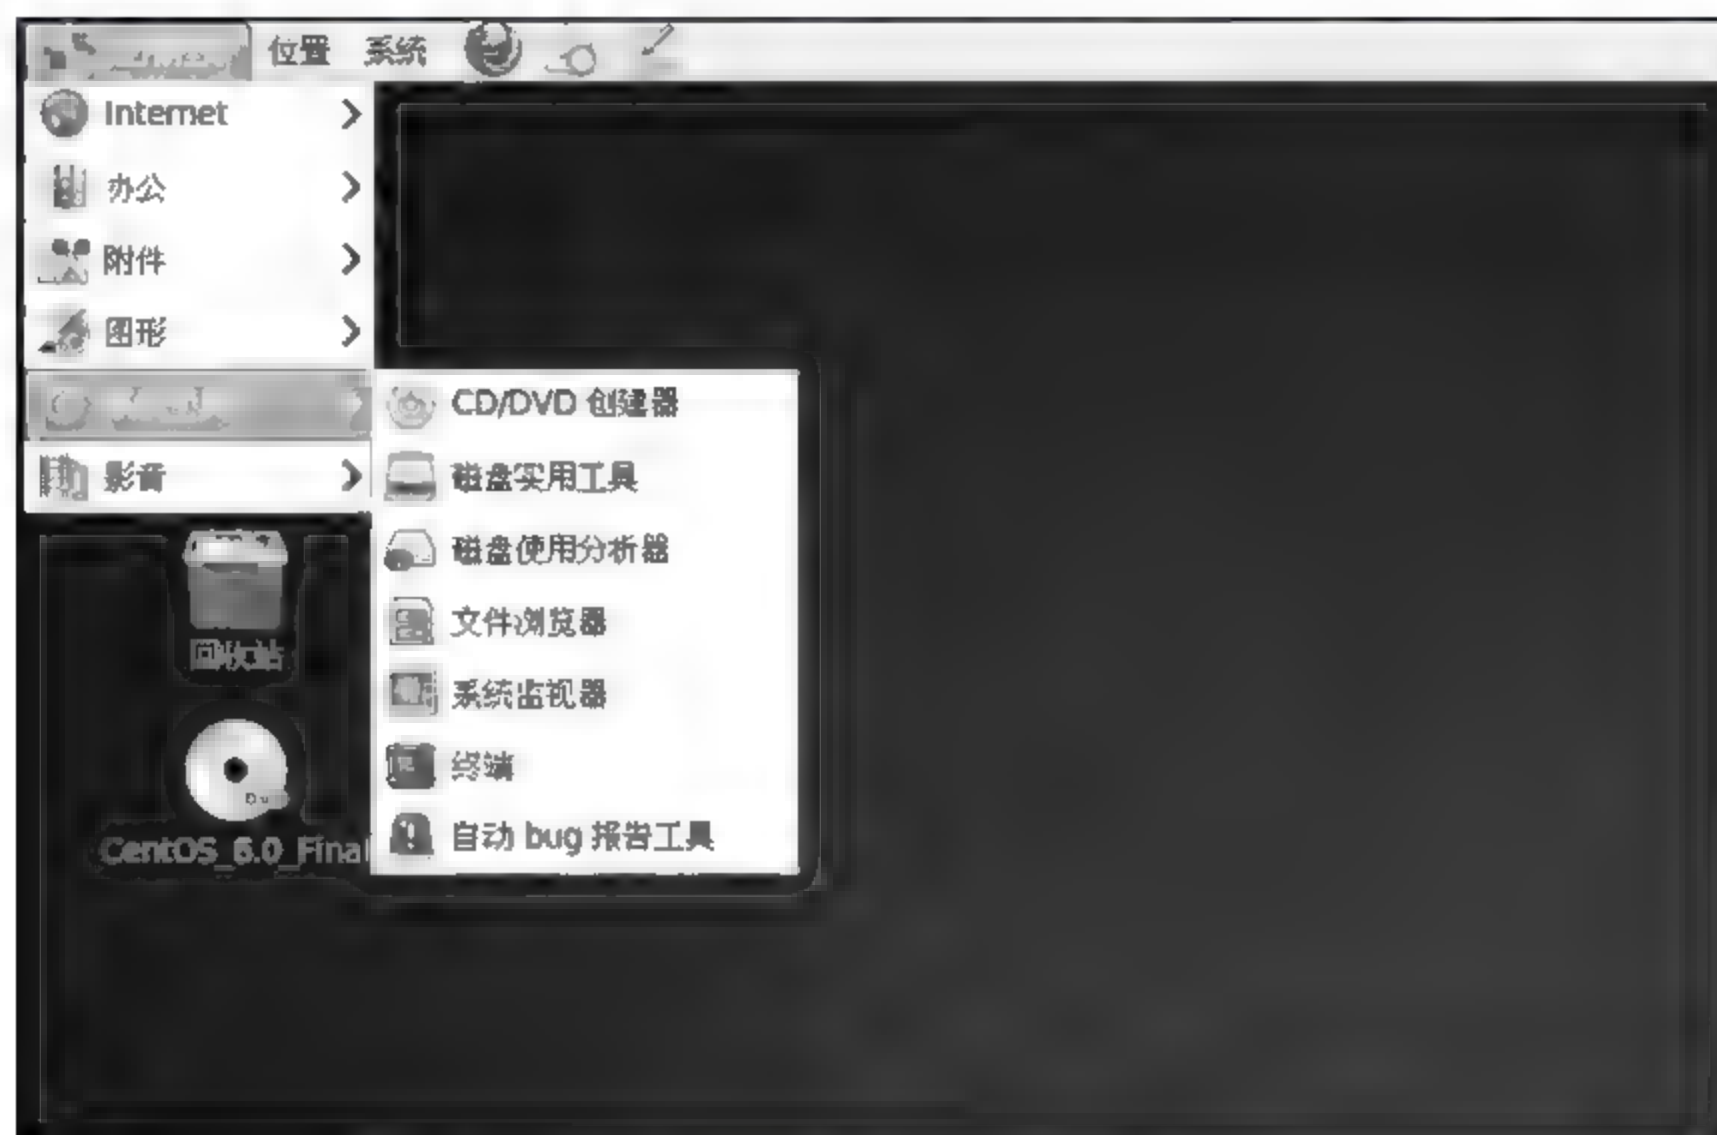 位置 系统
Internet
办公
附件
图形
影音
CD/DVD 创建器
磁盘实用工具
磁盘使用分析器
文件浏览器
系统监视器
终端
自动 bug 报告工具
回收站
CentOS_6.0_Final